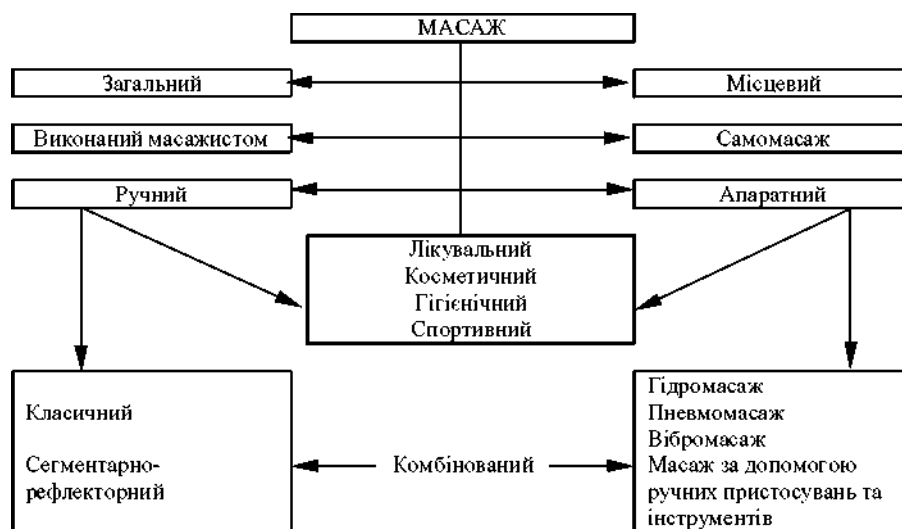 МАСАЖ
Загальний
Місцевий
Виконаний масажистом
Самомасаж
Ручний
Апаратний
Лікувальний
Косметичний
Гігієнічний
Спортивний
Класичний
Сегментарно-
рефлекторний
Комбінований
Гідромасаж
Пневмомасаж
Вібромасаж
Масаж за допомогою
ручних пристосувань та
інструментів